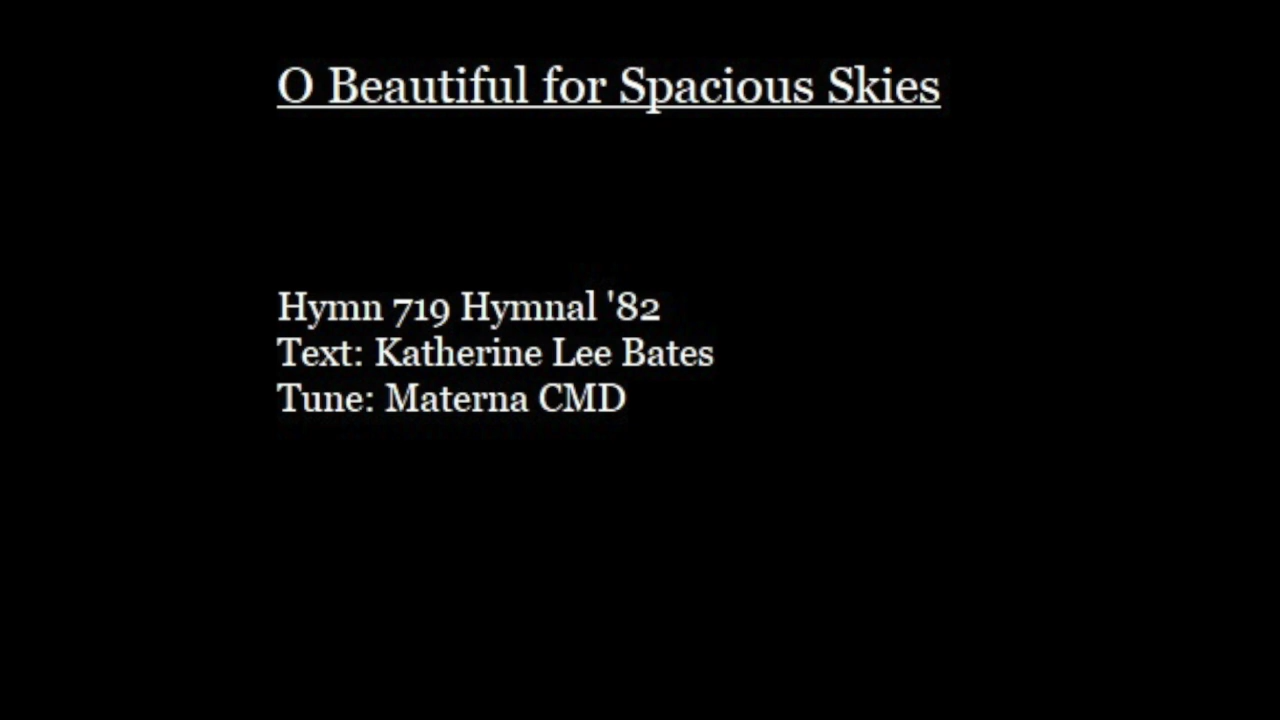 O Beautiful for Spacious Skies
Hymn 719 Hymnal '82
Text: Katherine Lee Bates
Tune: Materna CMD